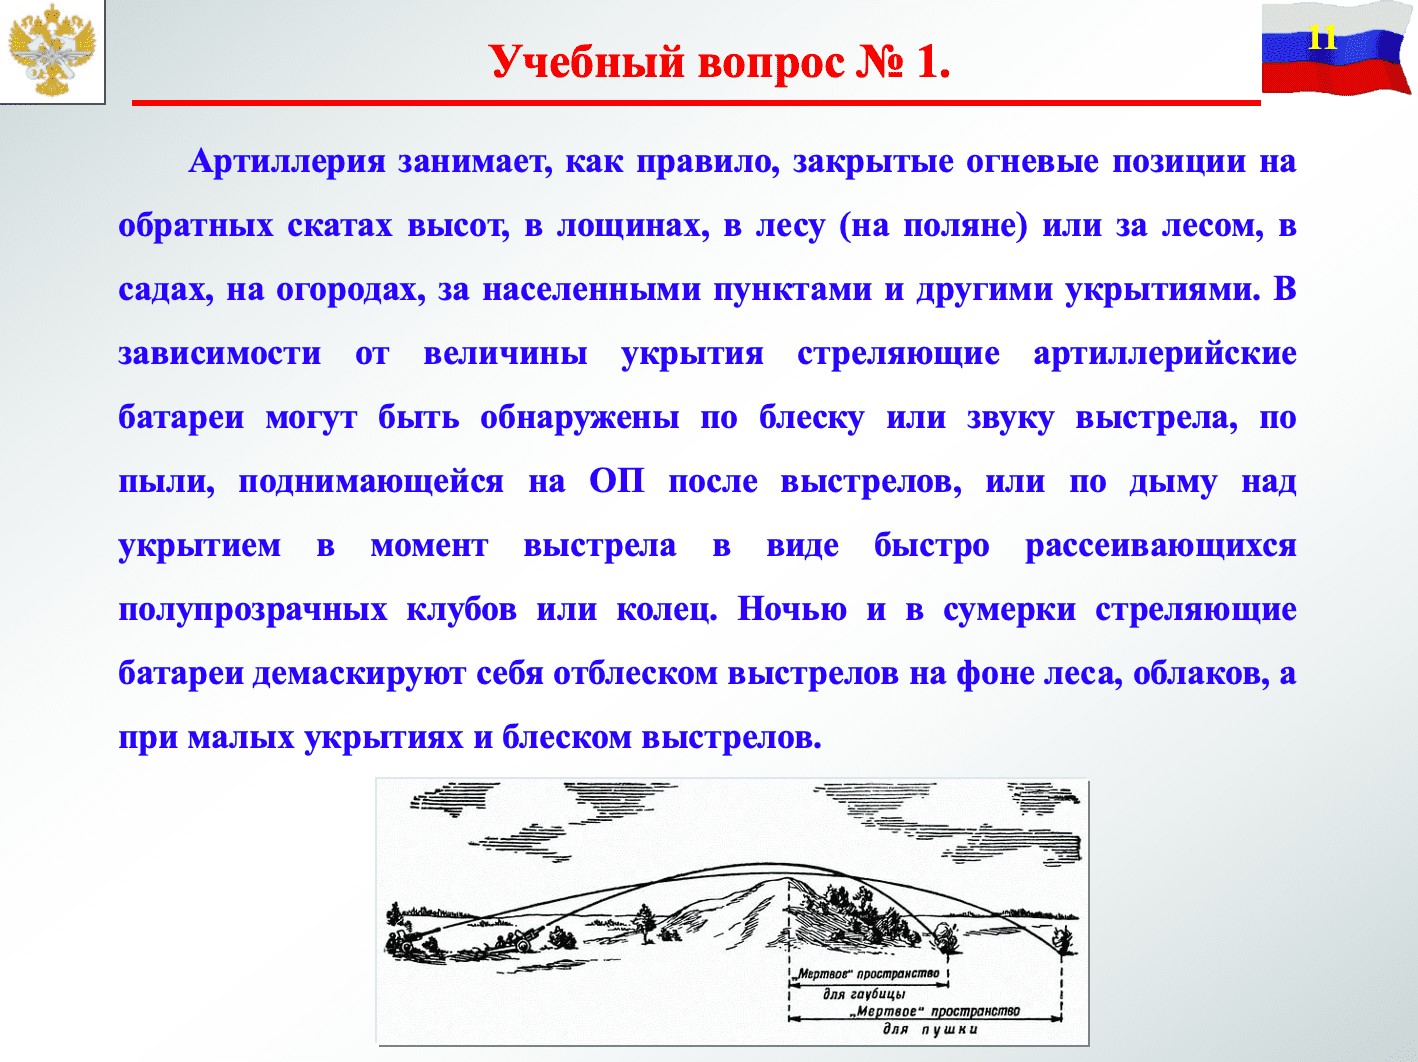 Учебный вопрос № 1.
11
Артиллерия занимает, как правило, закрытые огневые позиции на
обратных скатах высот, в лощинах, в лесу (на поляне) или за лесом, в
садах, на огородах, за населенными пунктами и другими укрытиями. В
зависимости от величины укрытия стреляющие артиллерийские
батареи могут быть обнаружены по блеску или звуку выстрела, по
пыли, поднимающейся на ОП после выстрелов, или по дыму над
укрытием в момент выстрела в виде быстро рассеивающихся
полупрозрачных клубов или колец. Ночью и в сумерки стреляющие
батареи демаскируют себя отблеском выстрелов на фоне леса, облаков, а
при малых укрытиях и блеском выстрелов.
„Мертвое“ пространство
для гаубицы
„Мертвое“ пространство
для пушки